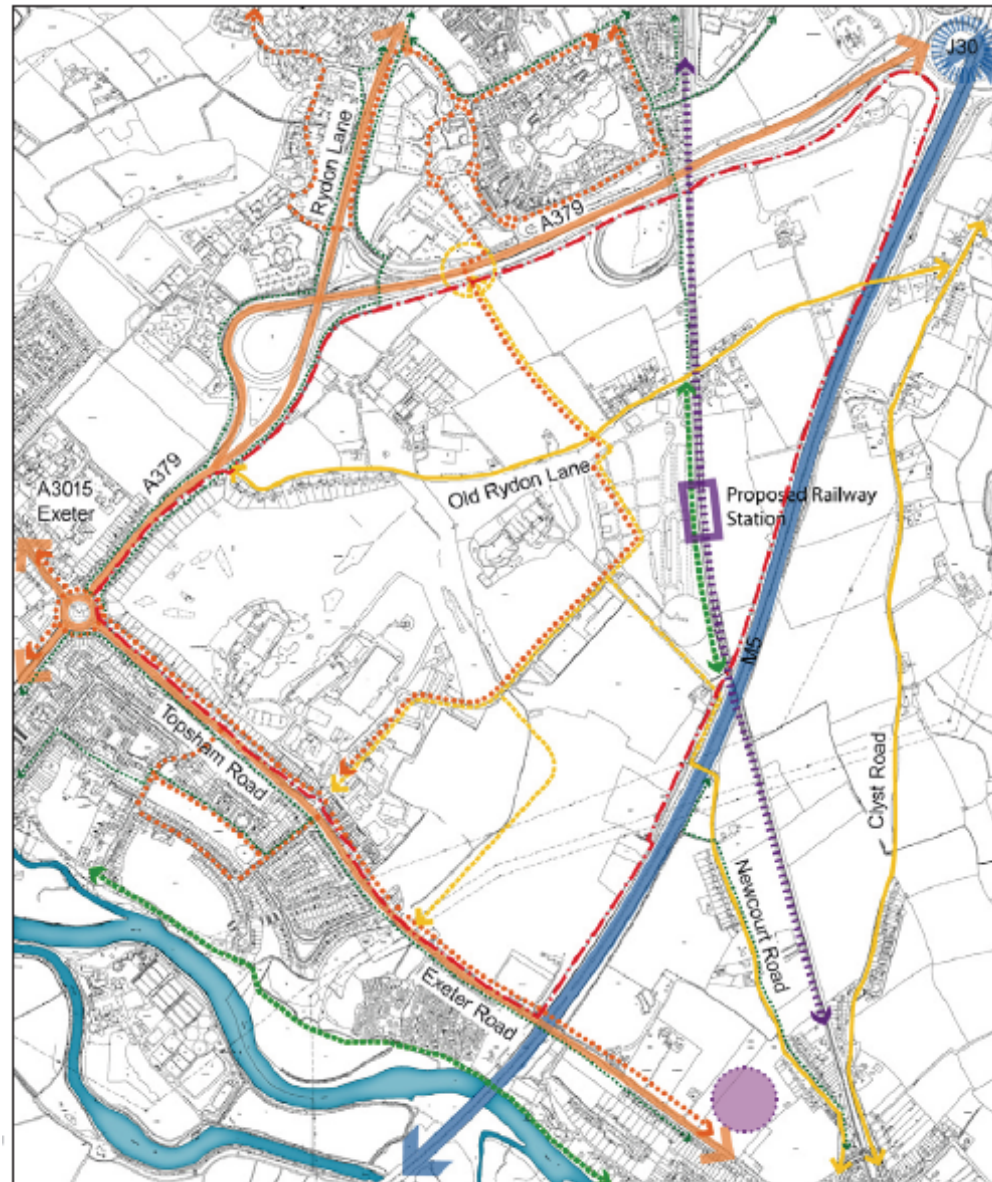 J30
Rydon Lane
A379
A379
A3015
Exeter
Old Rydon Lane
Proposed Railway
Station
M5
Topsham Road
Clyst Road
Newcourt Road
Exeter Road